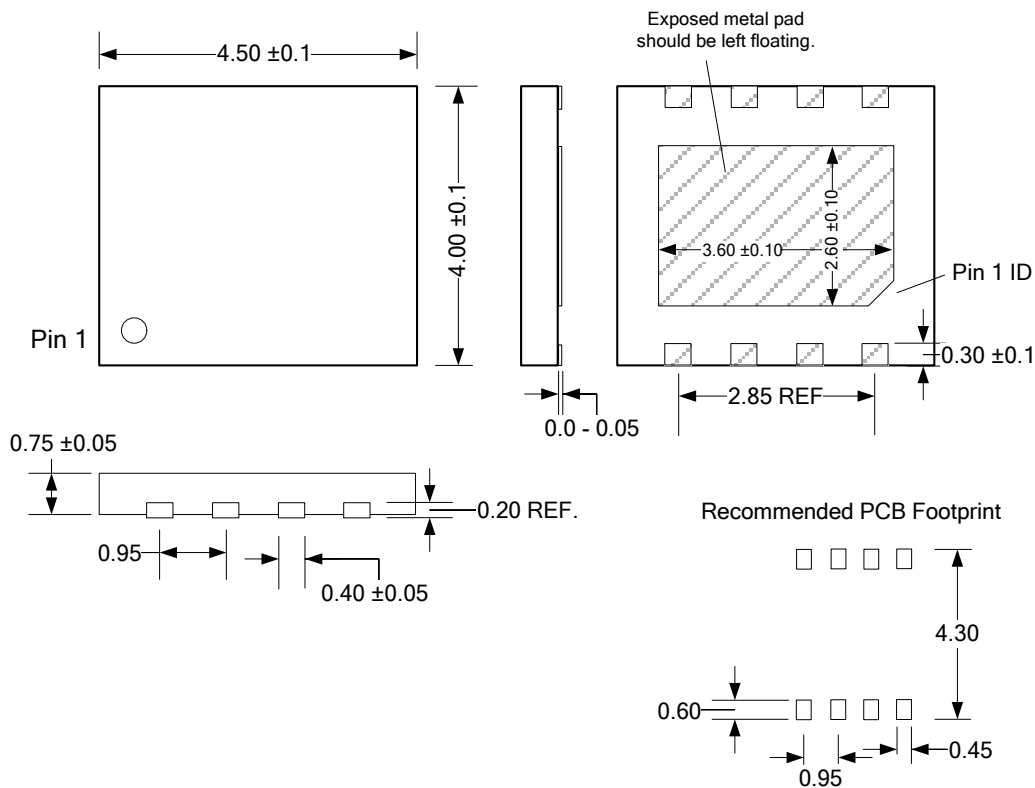 Exposed metal pad
should be left floating.
4.50 ±0.1
4.00 ±0.1
3.60 ±0.10
2.60 ±0.10
Pin 1 ID
Pin 1
0.30 ±0.1
2.85 REF
0.0 - 0.05
0.75 ±0.05
0.20 REF.
0.95
0.40 ±0.05
Recommended PCB Footprint
4.30
0.60
0.45
0.95